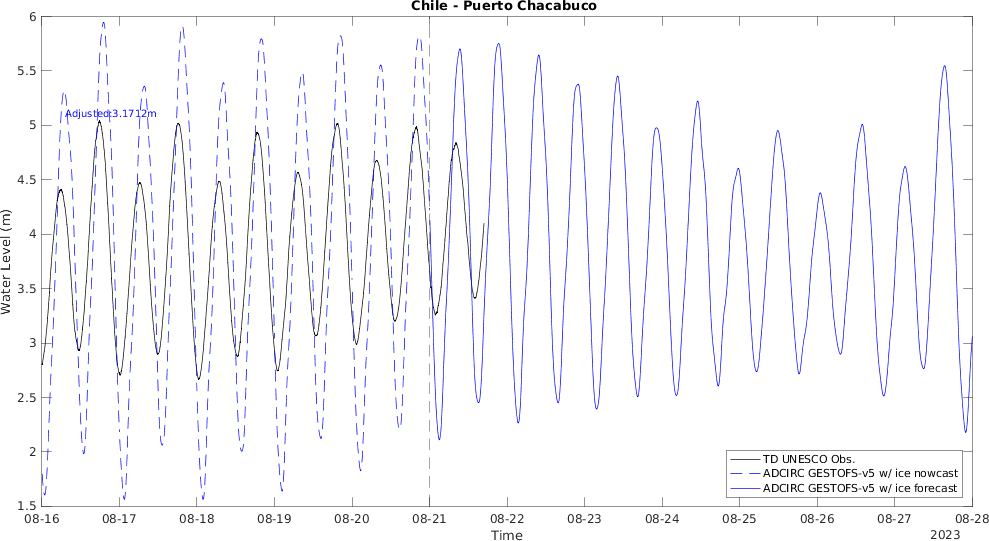 Chile - Puerto Chacabuco
6
5.5
5
4.5
4
3.5
3
2.5
2
1.5
Water Level (m)
Adjusted:3.1712m
TD UNESCO Obs.
ADCIRC GESTOFS-v5 w/ ice nowcast
ADCIRC GESTOFS-v5 w/ ice forecast
08-16 08-17 08-18 08-19 08-20 08-21 08-22 08-23 08-24 08-25 08-26 08-27 08-28
Time
2023